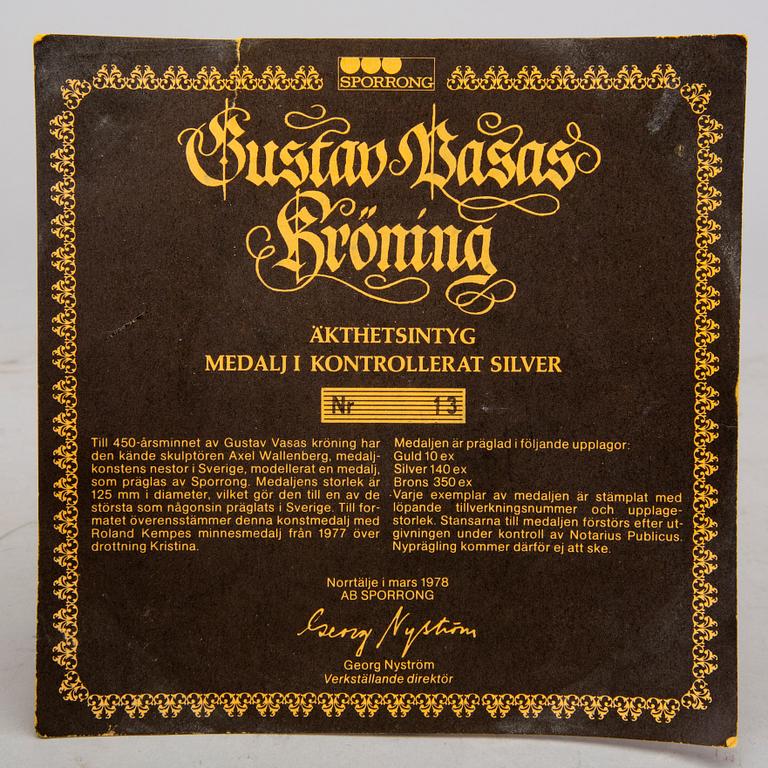 SPORRONG
Gustav Vasas
Kröning
ÄKTHETSINTYG
MEDALJ I KONTROLLERAT SILVER
Nr 13
Till 450-årsminnet av Gustav Vasas kröning har
den kände skulptören Axel Wallenberg, medalj-
konstens nestor i Sverige, modellerat en medalj,
som präglas av Sporrong. Medaljens storlek är
125 mm i diameter, vilket gör den till en av de
största som någonsin präglats i Sverige. Till for-
matet överensstämmer denna konstmedalj med
Roland Kempes minnesmedalj från 1977 över
drottning Kristina.
Medaljen är präglad i följande upplagor:
Guld 10 ex
Silver 140 ex
Brons 350 ex
Varje exemplar av medaljen är stämplat med
löpande tillverkningsnummer och upplage-
storlek. Stansarna till medaljen förstörs efter ut-
givningen under kontroll av Notarius Publicus.
Nyprägling kommer därför ej att ske.
Norrtälje i mars 1978
AB SPORRONG
Georg Nyström
Georg Nyström
Verkställande direktör